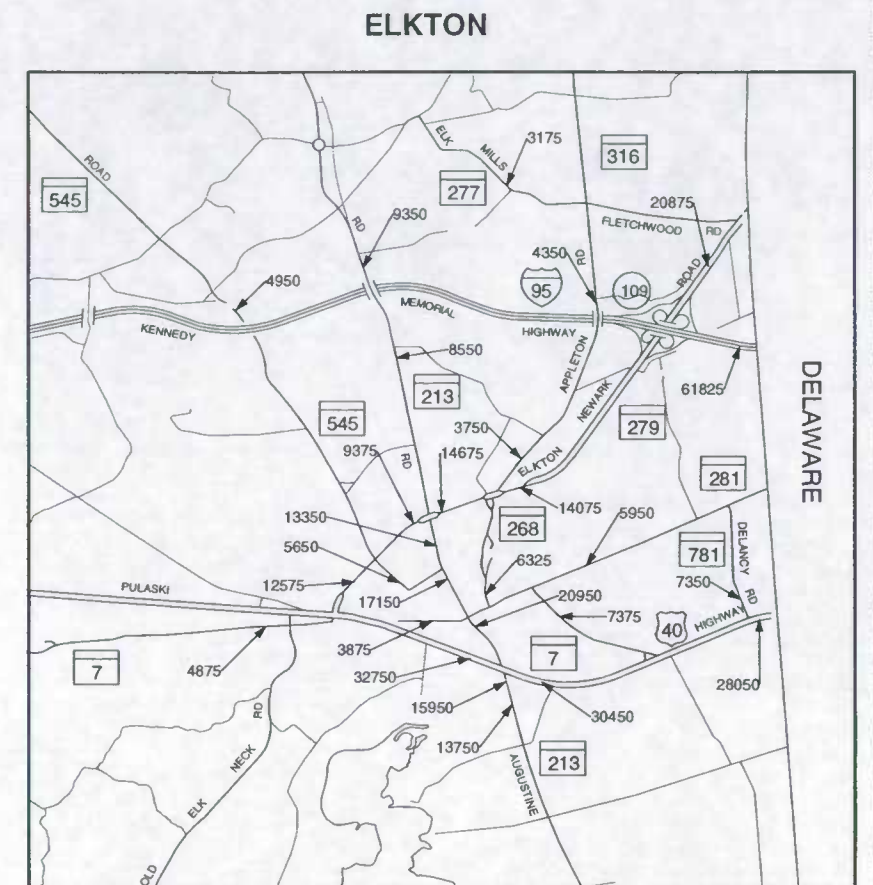 ELKTON
ROAD
545
ELK
MILLS
3175
316
277
20875
FLETCHWOOD RD
RD
9350
4350
RD
ROAD
4950
95
109
KENNEDY
MEMORIAL
HIGHWAY
8550
APPLETON
61825
DELAWARE
213
545
NEWARK
279
3750
9375
RD
14675
ELKTON
281
13350
268
14075
5950
781
DELANCY
RD
5650
6325
7350
PULASKI
12575
17150
20950
7375
40
HIGHWAY
3875
7
7
4875
32750
28050
15950
30450
RD
13750
213
NECK
AUGUSTINE
ELK
OLD